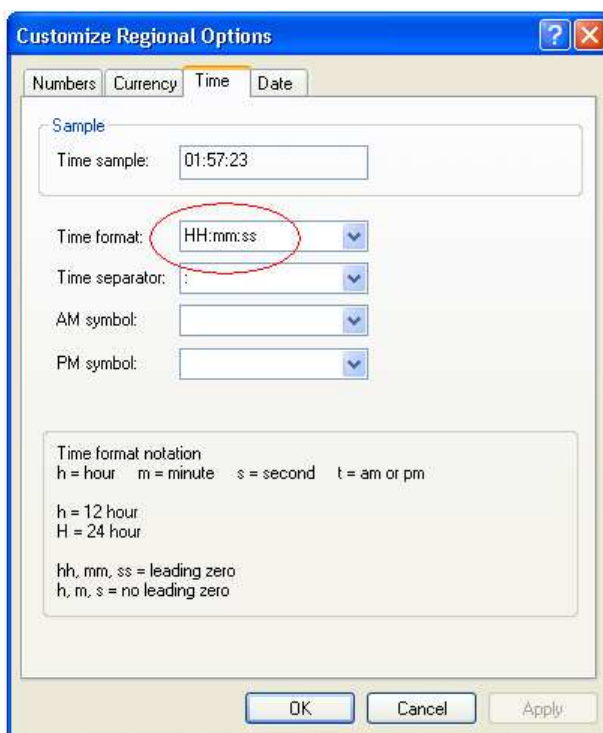 Customize Regional Options
Numbers Currency Time Date
Sample
Time sample: 01:57:23
Time format: HH:mm:ss
Time separator: :
AM symbol:
PM symbol:
Time format notation
h = hour m = minute s = second t = am or pm
h = 12 hour
H = 24 hour
hh, mm, ss = leading zero
h, m, s = no leading zero
OK Cancel Apply